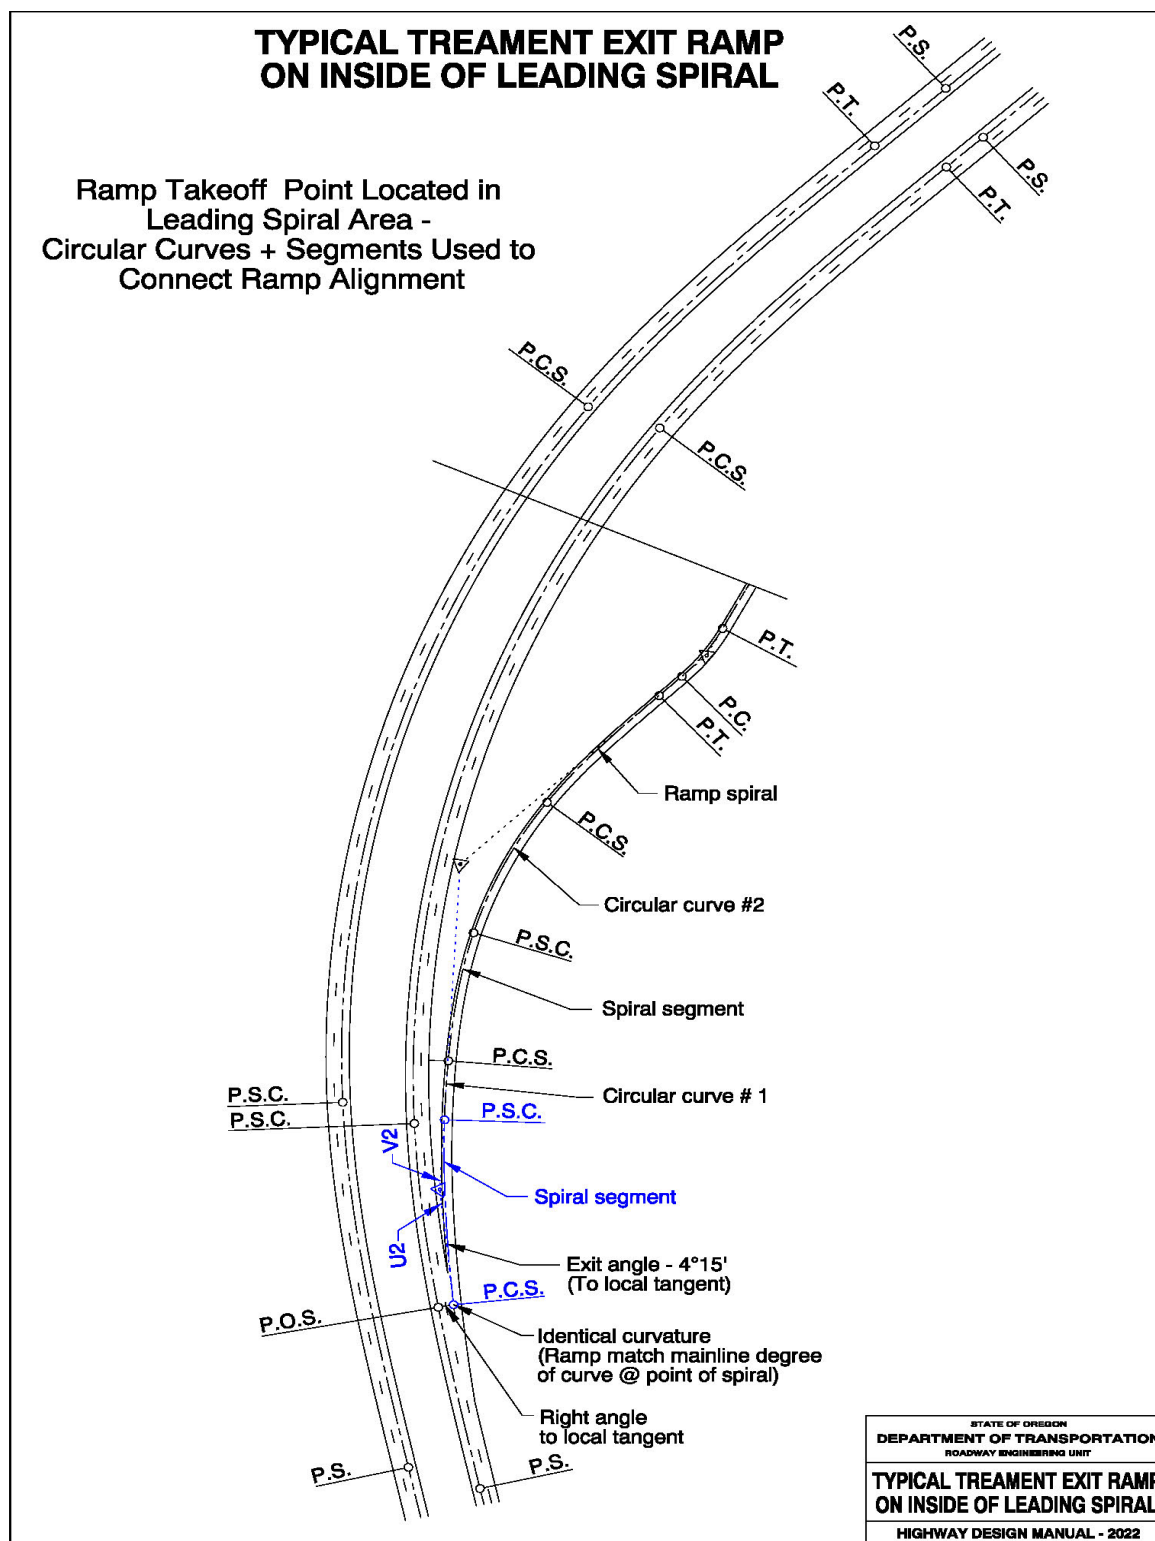 TYPICAL TREAMENT EXIT RAMP
ON INSIDE OF LEADING SPIRAL
P.S.
P.T.
P.S.
P.T.
Ramp Takeoff Point Located in
Leading Spiral Area -
Circular Curves + Segments Used to
Connect Ramp Alignment
P.C.S.
P.C.S.
P.T.
P.C.
P.T.
Ramp spiral
P.C.S.
Circular curve #2
P.S.C.
Spiral segment
P.C.S.
Circular curve # 1
P.S.C.
P.S.C.
P.S.C.
V2
Spiral segment
U2
Exit angle - 4°15'
(To local tangent)
P.C.S.
P.O.S.
Identical curvature
(Ramp match mainline degree
of curve @ point of spiral)
Right angle
to local tangent
P.S.
P.S.
STATE OF OREGON
DEPARTMENT OF TRANSPORTATION
ROADWAY ENGINEERING UNIT
TYPICAL TREAMENT EXIT RAMP
ON INSIDE OF LEADING SPIRAL
HIGHWAY DESIGN MANUAL - 2022